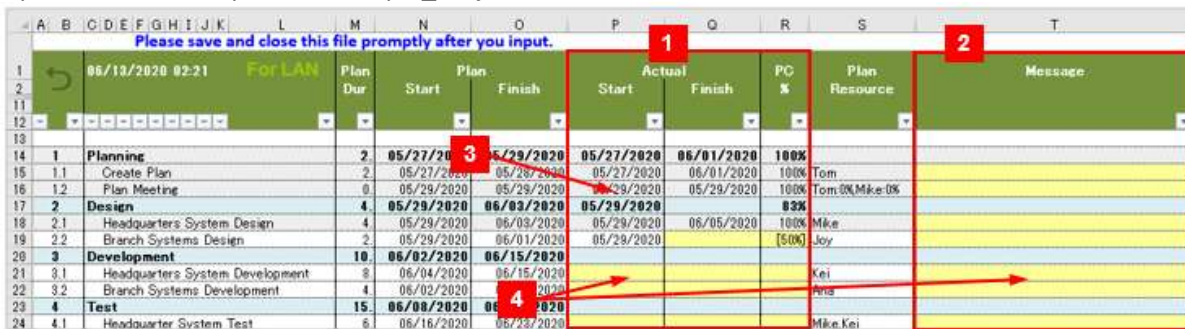 A B C D E F G H I J K L M N O P Q R S T
Please save and close this file promptly after you input.
1 2
1 06/13/2020 02:21 For LAN Plan Plan Actual PC Plan Message
2 Dur Start Finish Start Finish % Resource
11
12
13
14 1 Planning 2. 05/27/20 3 5/29/2020 05/27/2020 06/01/2020 100%
15 1.1 Create Plan 2. 05/27/2020 05/28/2020 05/27/2020 06/01/2020 100% Tom
16 1.2 Plan Meeting 0. 05/29/2020 05/29/2020 05/29/2020 05/29/2020 100% Tom:0%,Mike:0%
17 2 Design 4. 05/29/2020 06/03/2020 05/29/2020 83%
18 2.1 Headquarters System Design 4. 05/29/2020 06/03/2020 05/29/2020 06/05/2020 100% Mike
19 2.2 Branch Systems Design 2. 05/29/2020 06/01/2020 05/29/2020 [50%] Joy
20 3 Development 10. 06/02/2020 06/15/2020
21 3.1 Headquarters System Development 8. 06/04/2020 06/15/2020 Kei
22 3.2 Branch Systems Development 4. 06/02/2020 4 2020 Ana
23 4 Test 15. 06/08/2020 06 2020
24 4.1 Headquarter System Test 6. 06/16/2020 06/23/2020 Mike,Kei